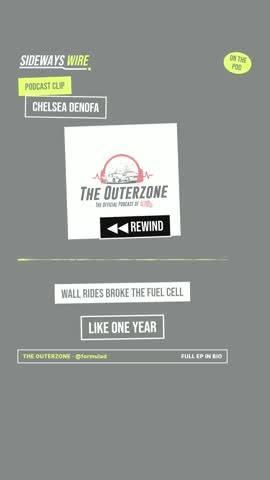 SIDEWAYS WIRE.
ON THE
POD
PODCAST CLIP
CHELSEA DENOFA
THE OUTERZONE
THE OFFICIAL PODCAST OF
REWIND
WALL RIDES BROKE THE FUEL CELL
LIKE ONE YEAR
THE OUTERZONE · @formulad FULL EP IN BIO